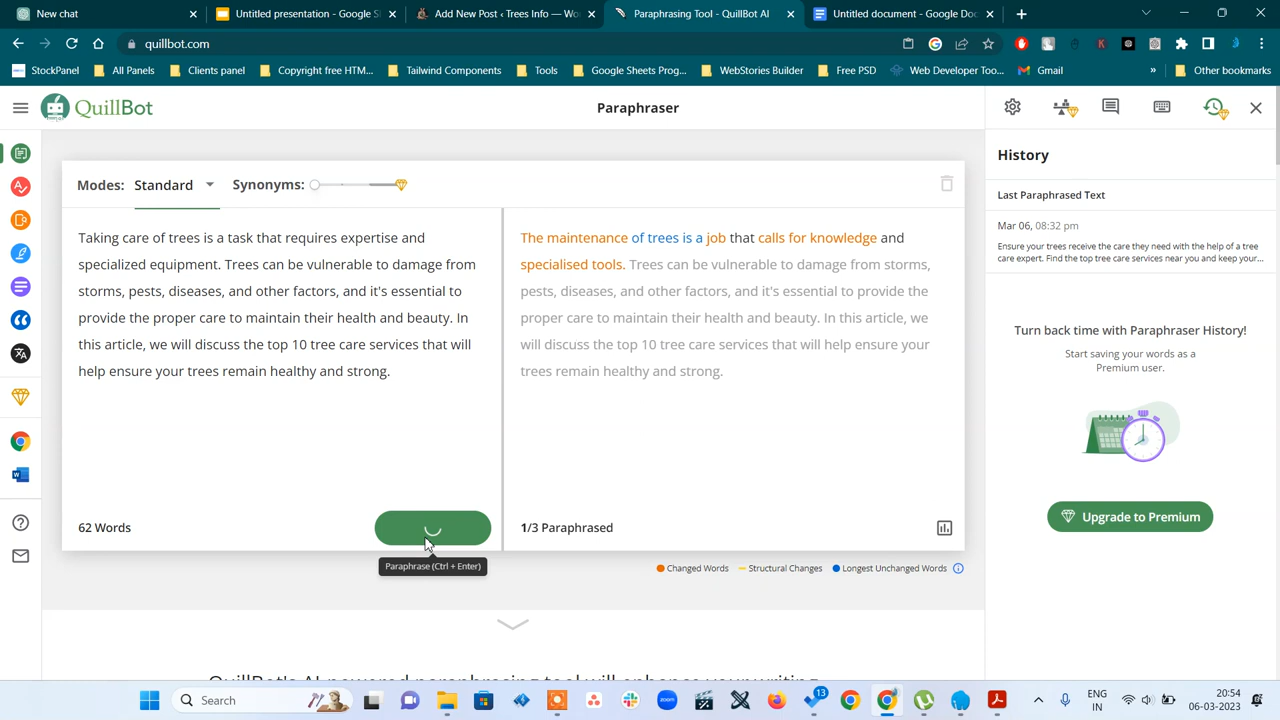 New chat
Untitled presentation - Google Sl
Add New Post ‹ Trees Info — Wo
Paraphrasing Tool - QuillBot AI
Untitled document - Google Doc
quillbot.com
StockPanel
All Panels
Clients panel
Copyright free HTM...
Tailwind Components
Tools
Google Sheets Prog...
WebStories Builder
Free PSD
Web Developer Too...
Gmail
»
Other bookmarks
QuillBot
Paraphraser
History
Modes: Standard
Synonyms:
Last Paraphrased Text
Mar 06, 08:32 pm
Ensure your trees receive the care they need with the help of a tree
care expert. Find the top tree care services near you and keep your...
Taking care of trees is a task that requires expertise and
specialized equipment. Trees can be vulnerable to damage from
storms, pests, diseases, and other factors, and it's essential to
provide the proper care to maintain their health and beauty. In
this article, we will discuss the top 10 tree care services that will
help ensure your trees remain healthy and strong.
The maintenance of trees is a job that calls for knowledge and
specialised tools. Trees can be vulnerable to damage from storms,
pests, diseases, and other factors, and it's essential to provide the
proper care to maintain their health and beauty. In this article, we
will discuss the top 10 tree care services that will help ensure your
trees remain healthy and strong.
Turn back time with Paraphraser History!
Start saving your words as a
Premium user.
Upgrade to Premium
62 Words
1/3 Paraphrased
Paraphrase (Ctrl + Enter)
Changed Words
Structural Changes
Longest Unchanged Words
QuillBot's AI-powered paraphrasing tool will enhance your writing
Search
13
ENG
IN
20:54
06-03-2023